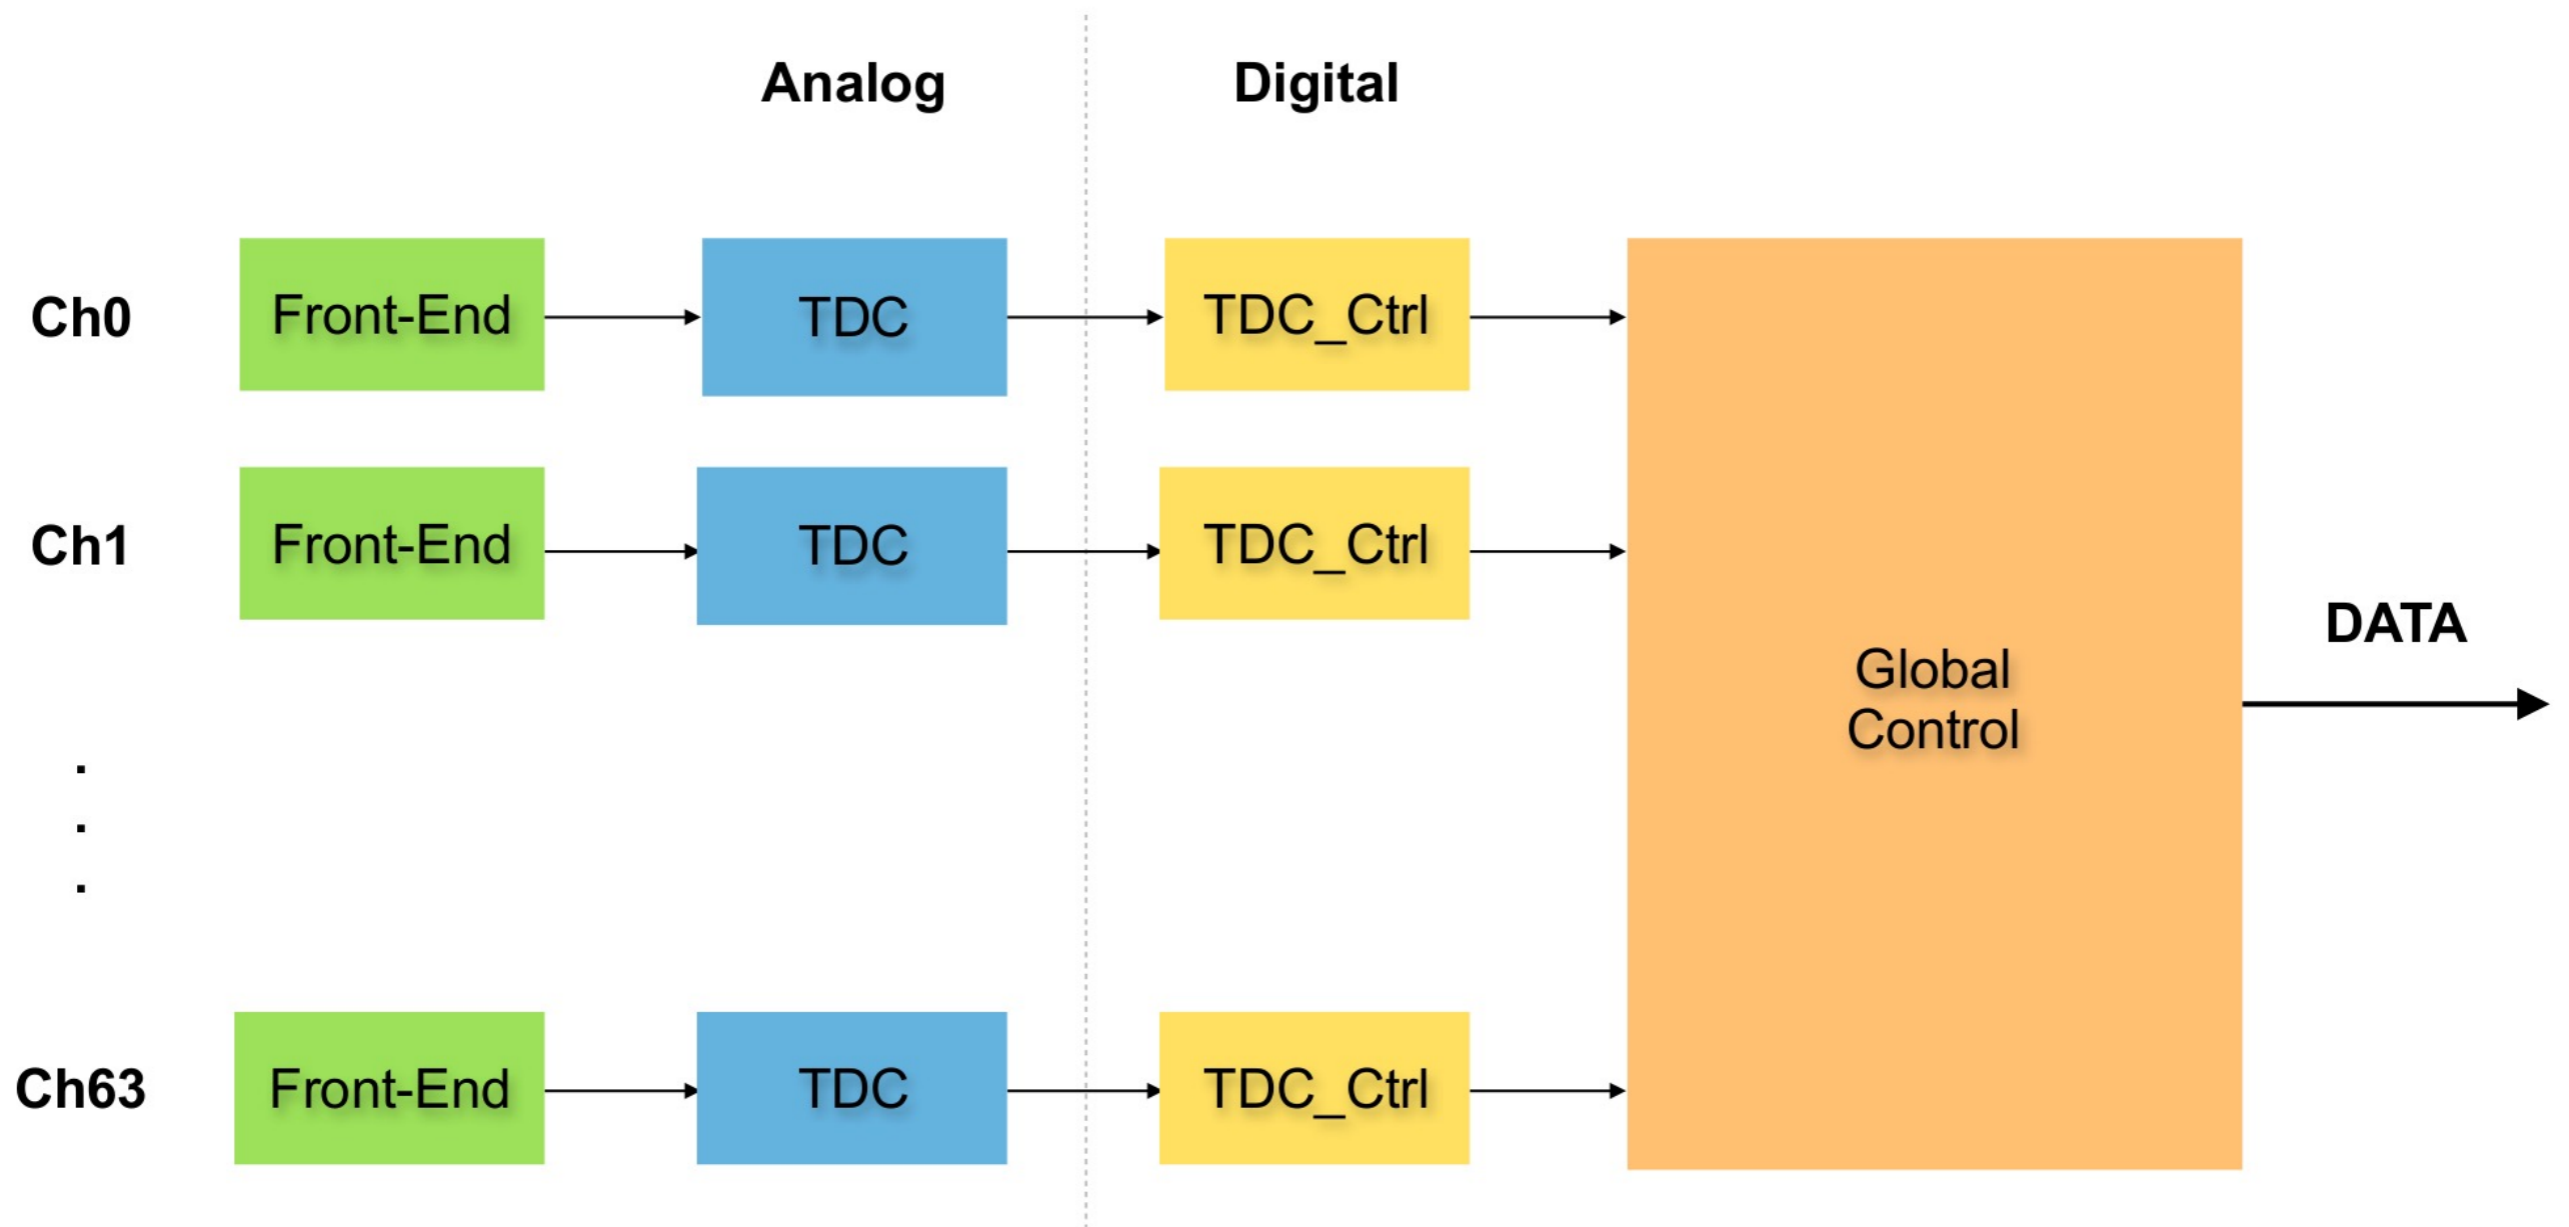 Analog
Digital
Ch0
Front-End
TDC
TDC_Ctrl
Ch1
Front-End
TDC
TDC_Ctrl
DATA
Global
Control
.
.
.
Ch63
Front-End
TDC
TDC_Ctrl